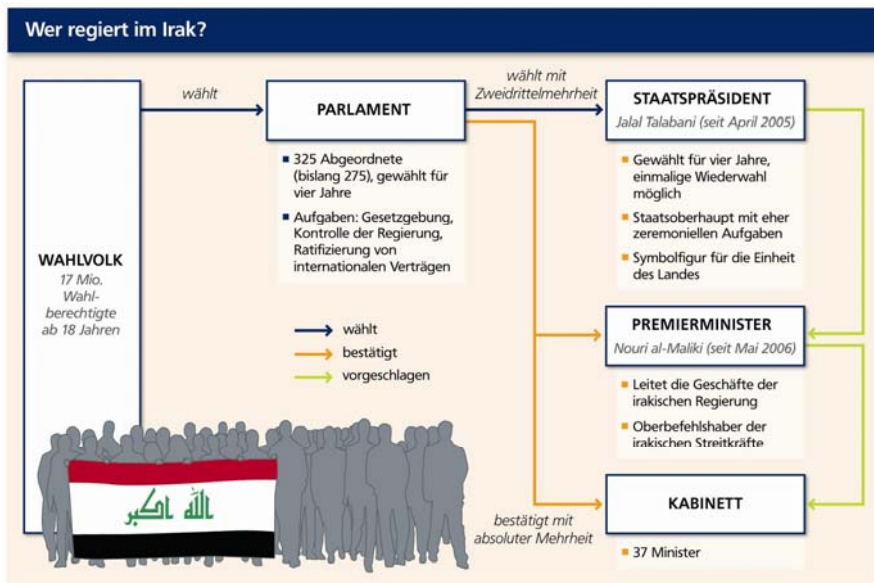 Wer regiert im Irak?
WAHLVOLK
17 Mio.
Wahl-
berechtigte
ab 18 Jahren
wählt
PARLAMENT
325 Abgeordnete
(bislang 275), gewählt für
vier Jahre
Aufgaben: Gesetzgebung,
Kontrolle der Regierung,
Ratifizierung von
internationalen Verträgen
wählt
bestätigt
vorgeschlagen
wählt mit
Zweidrittelmehrheit
STAATSPRÄSIDENT
Jalal Talabani (seit April 2005)
Gewählt für vier Jahre,
einmalige Wiederwahl
möglich
Staatsoberhaupt mit eher
zeremoniellen Aufgaben
Symbolfigur für die Einheit
des Landes
PREMIERMINISTER
Nouri al-Maliki (seit Mai 2006)
Leitet die Geschäfte der
irakischen Regierung
Oberbefehlshaber der
irakischen Streitkräfte
bestätigt mit
absoluter Mehrheit
KABINETT
37 Minister
الله اكبر